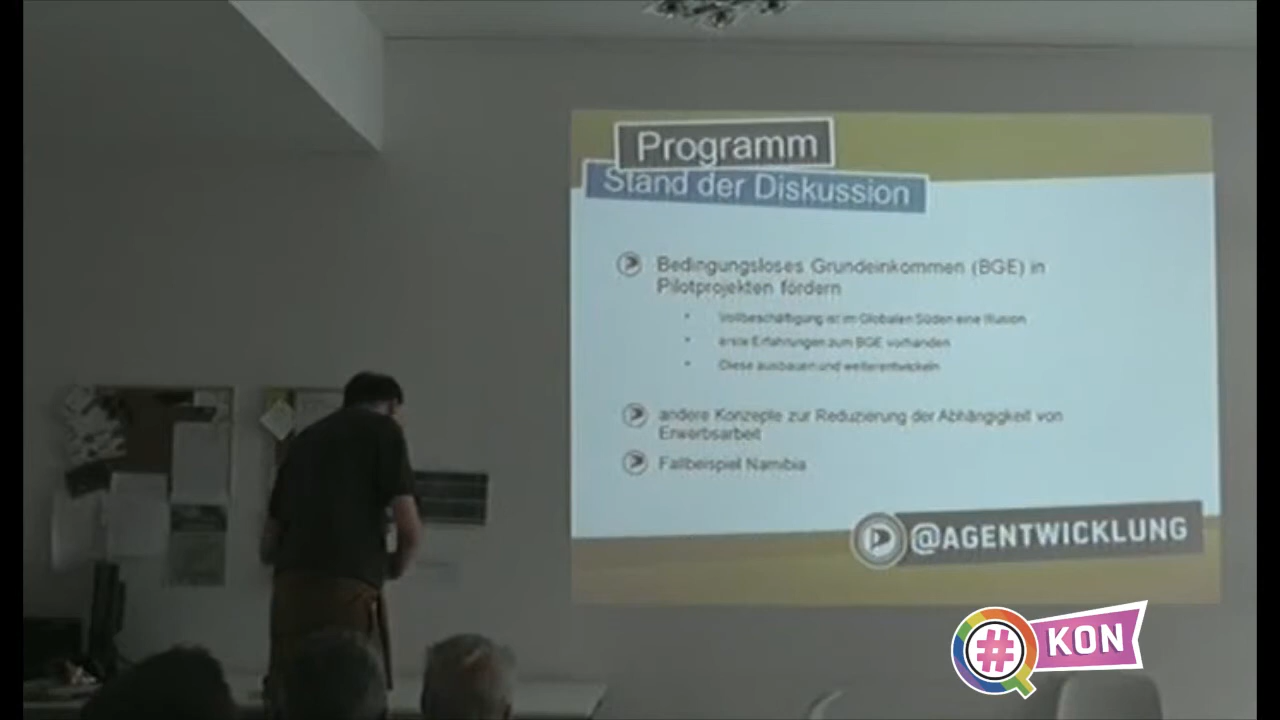 Programm
Stand der Diskussion
Bedingungsloses Grundeinkommen (BGE) in
Pilotprojekten fördern
Vollbeschäftigung ist im Globalen Süden eine Illusion
erste Erfahrungen zum BGE vorhanden
Diese ausbauen und weiterentwickeln
andere Konzepte zur Reduzierung der Abhängigkeit von
Erwerbsarbeit
Fallbeispiel Namibia
@AGENTWICKLUNG
# KON